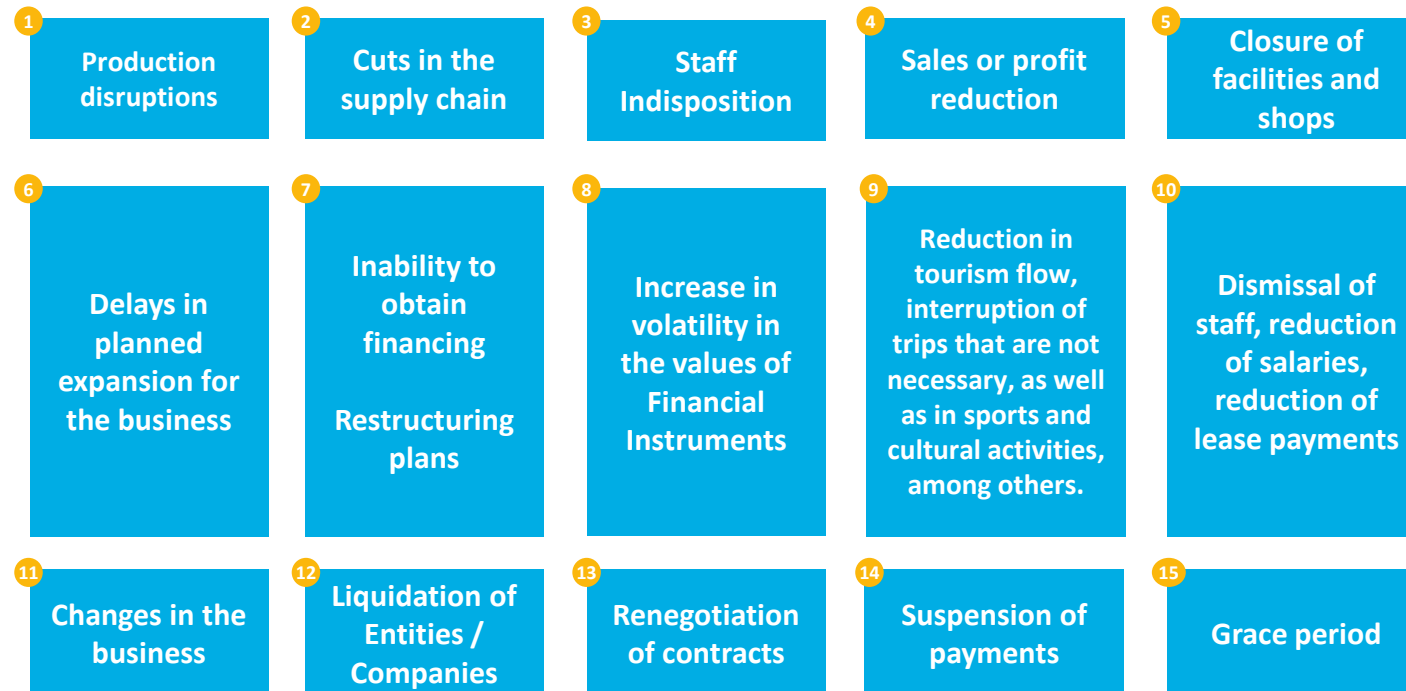 1
Production
disruptions
2
Cuts in the
supply chain
3
Staff
Indisposition
4
Sales or profit
reduction
5
Closure of
facilities and
shops
6
Delays in
planned
expansion for
the business
7
Inability to
obtain
financing
Restructuring
plans
8
Increase in
volatility in
the values of
Financial
Instruments
9
Reduction in
tourism flow,
interruption of
trips that are not
necessary, as well
as in sports and
cultural activities,
among others.
10
Dismissal of
staff, reduction
of salaries,
reduction of
lease payments
11
Changes in the
business
12
Liquidation of
Entities /
Companies
13
Renegotiation
of contracts
14
Suspension of
payments
15
Grace period